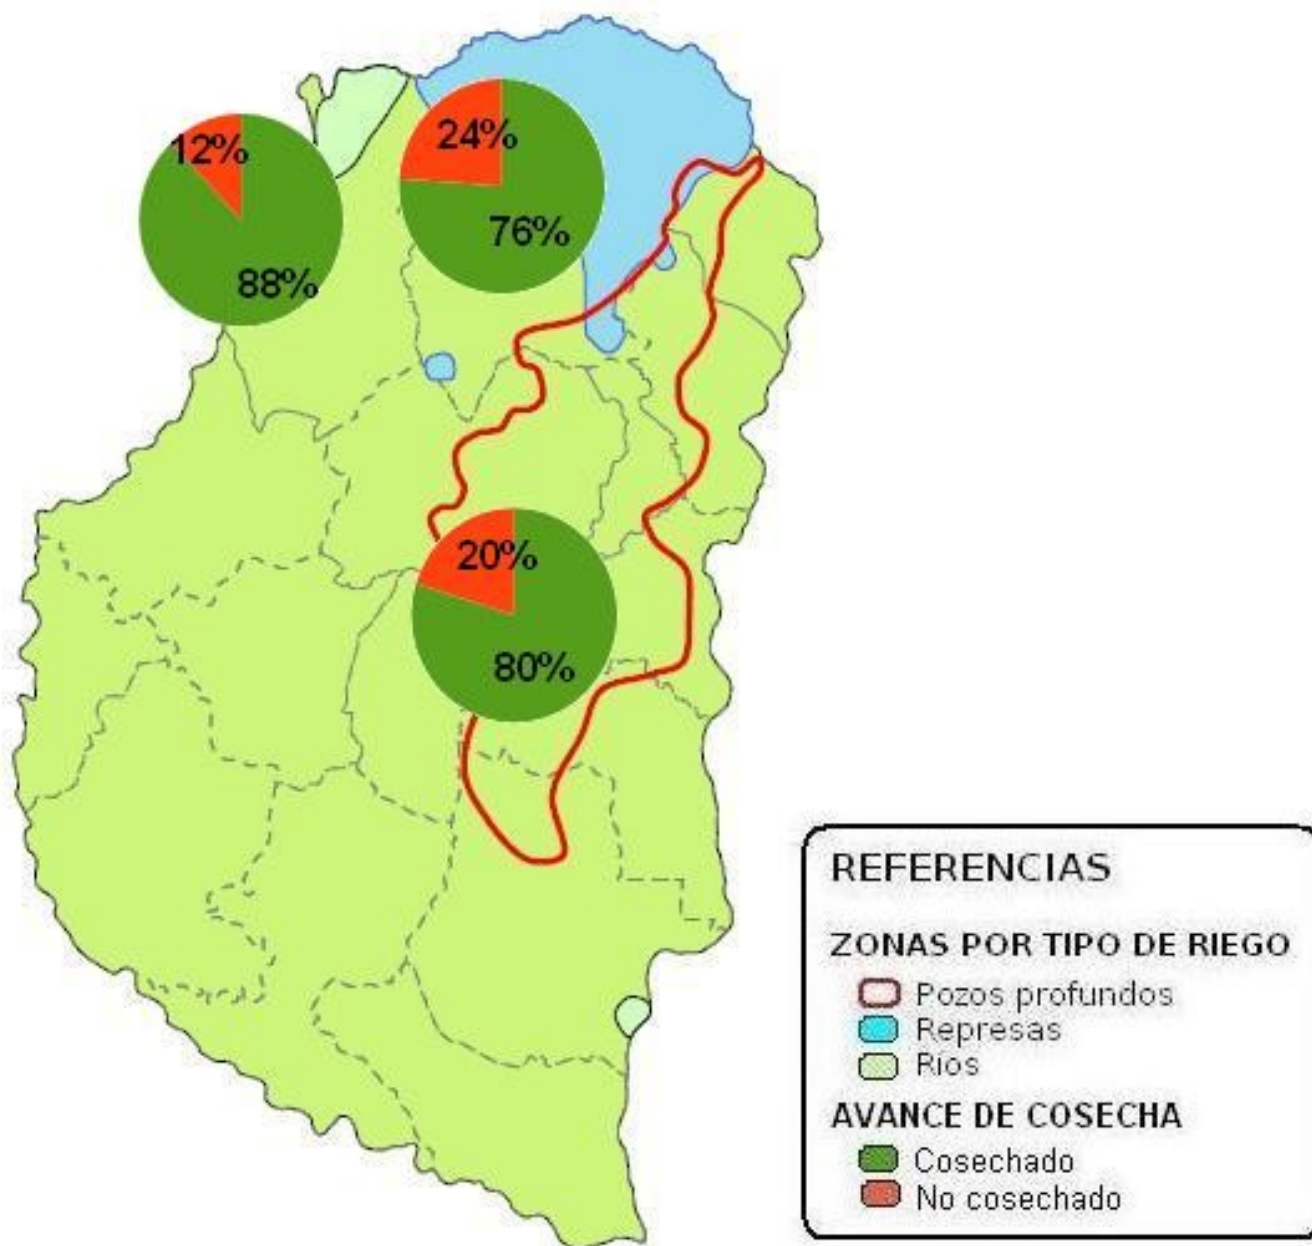 12%
88%
24%
76%
20%
80%
REFERENCIAS
ZONAS POR TIPO DE RIEGO
Pozos profundos
Represas
Ríos
AVANCE DE COSECHA
Cosechado
No cosechado